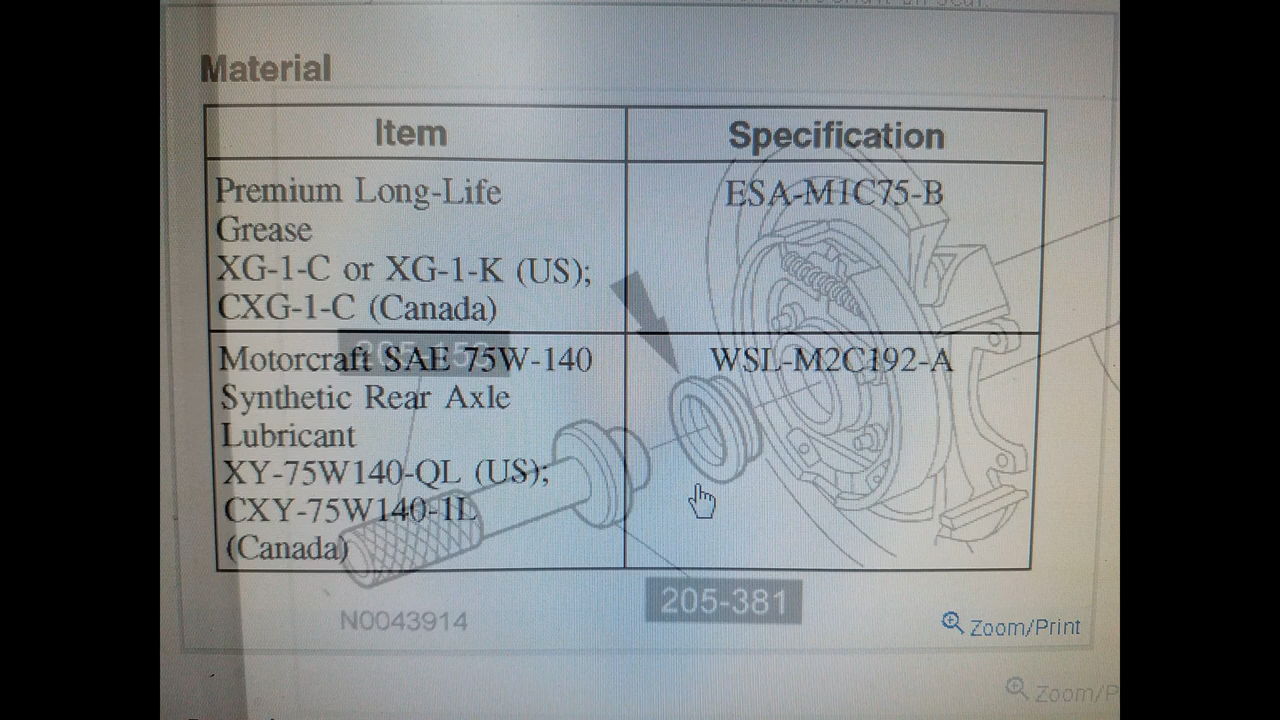 Material
Item
Specification
Premium Long-Life
Grease
XG-1-C or XG-1-K (US);
CXG-1-C (Canada)
ESA-M1C75-B
Motorcraft SAE 75W-140
Synthetic Rear Axle
Lubricant
XY-75W140-QL (US);
CXY-75W140-1L
(Canada)
WSL-M2C192-A
205-381
N0043914
Zoom/Print
Zoom/P